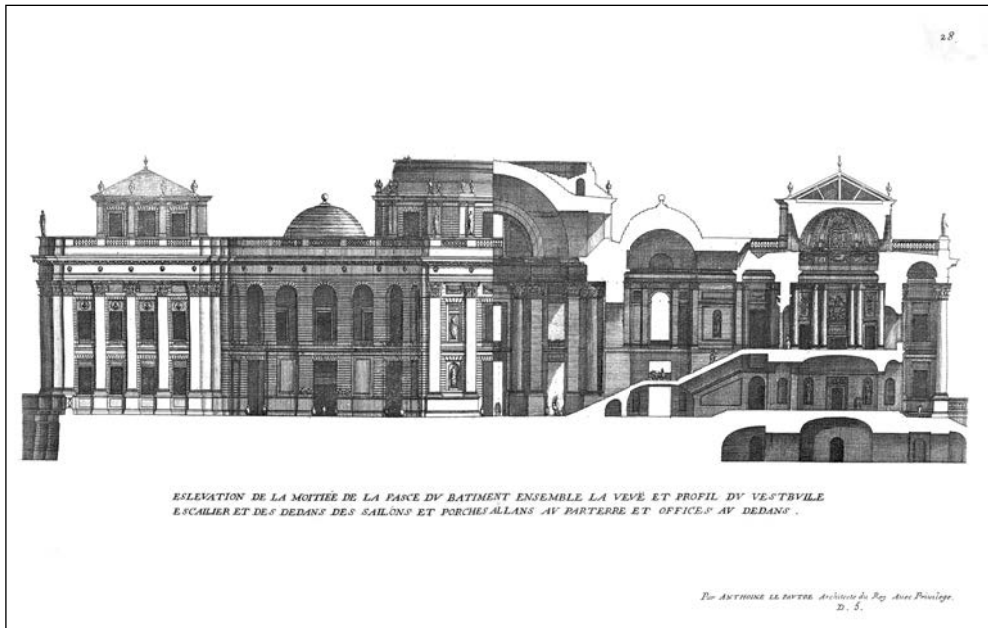 28.
ESLEVATION DE LA MOITIÉE DE LA FASCE DV BATIMENT ENSEMBLE LA VEVË ET PROFIL DV VESTBVILE
ESCAILIER ET DES DEDANS DES SAILONS ET PORCHES ALLANS AV PARTERRE ET OFFICES AV DEDANS .
Par ANTHOINE LE PAVTRE Architecte du Roy Avec Privilege.
D. 5.